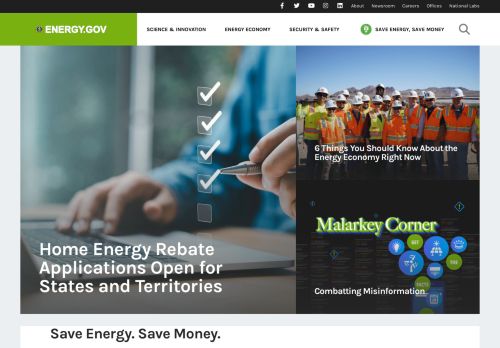 About Newsroom Careers Offices National Labs
ENERGY.GOV
SCIENCE & INNOVATION ENERGY ECONOMY SECURITY & SAFETY SAVE ENERGY, SAVE MONEY
6 Things You Should Know About the
Energy Economy Right Now
Home Energy Rebate
Applications Open for
States and Territories
Malarkey Corner
FACTS
Combatting Misinformation
Save Energy. Save Money.